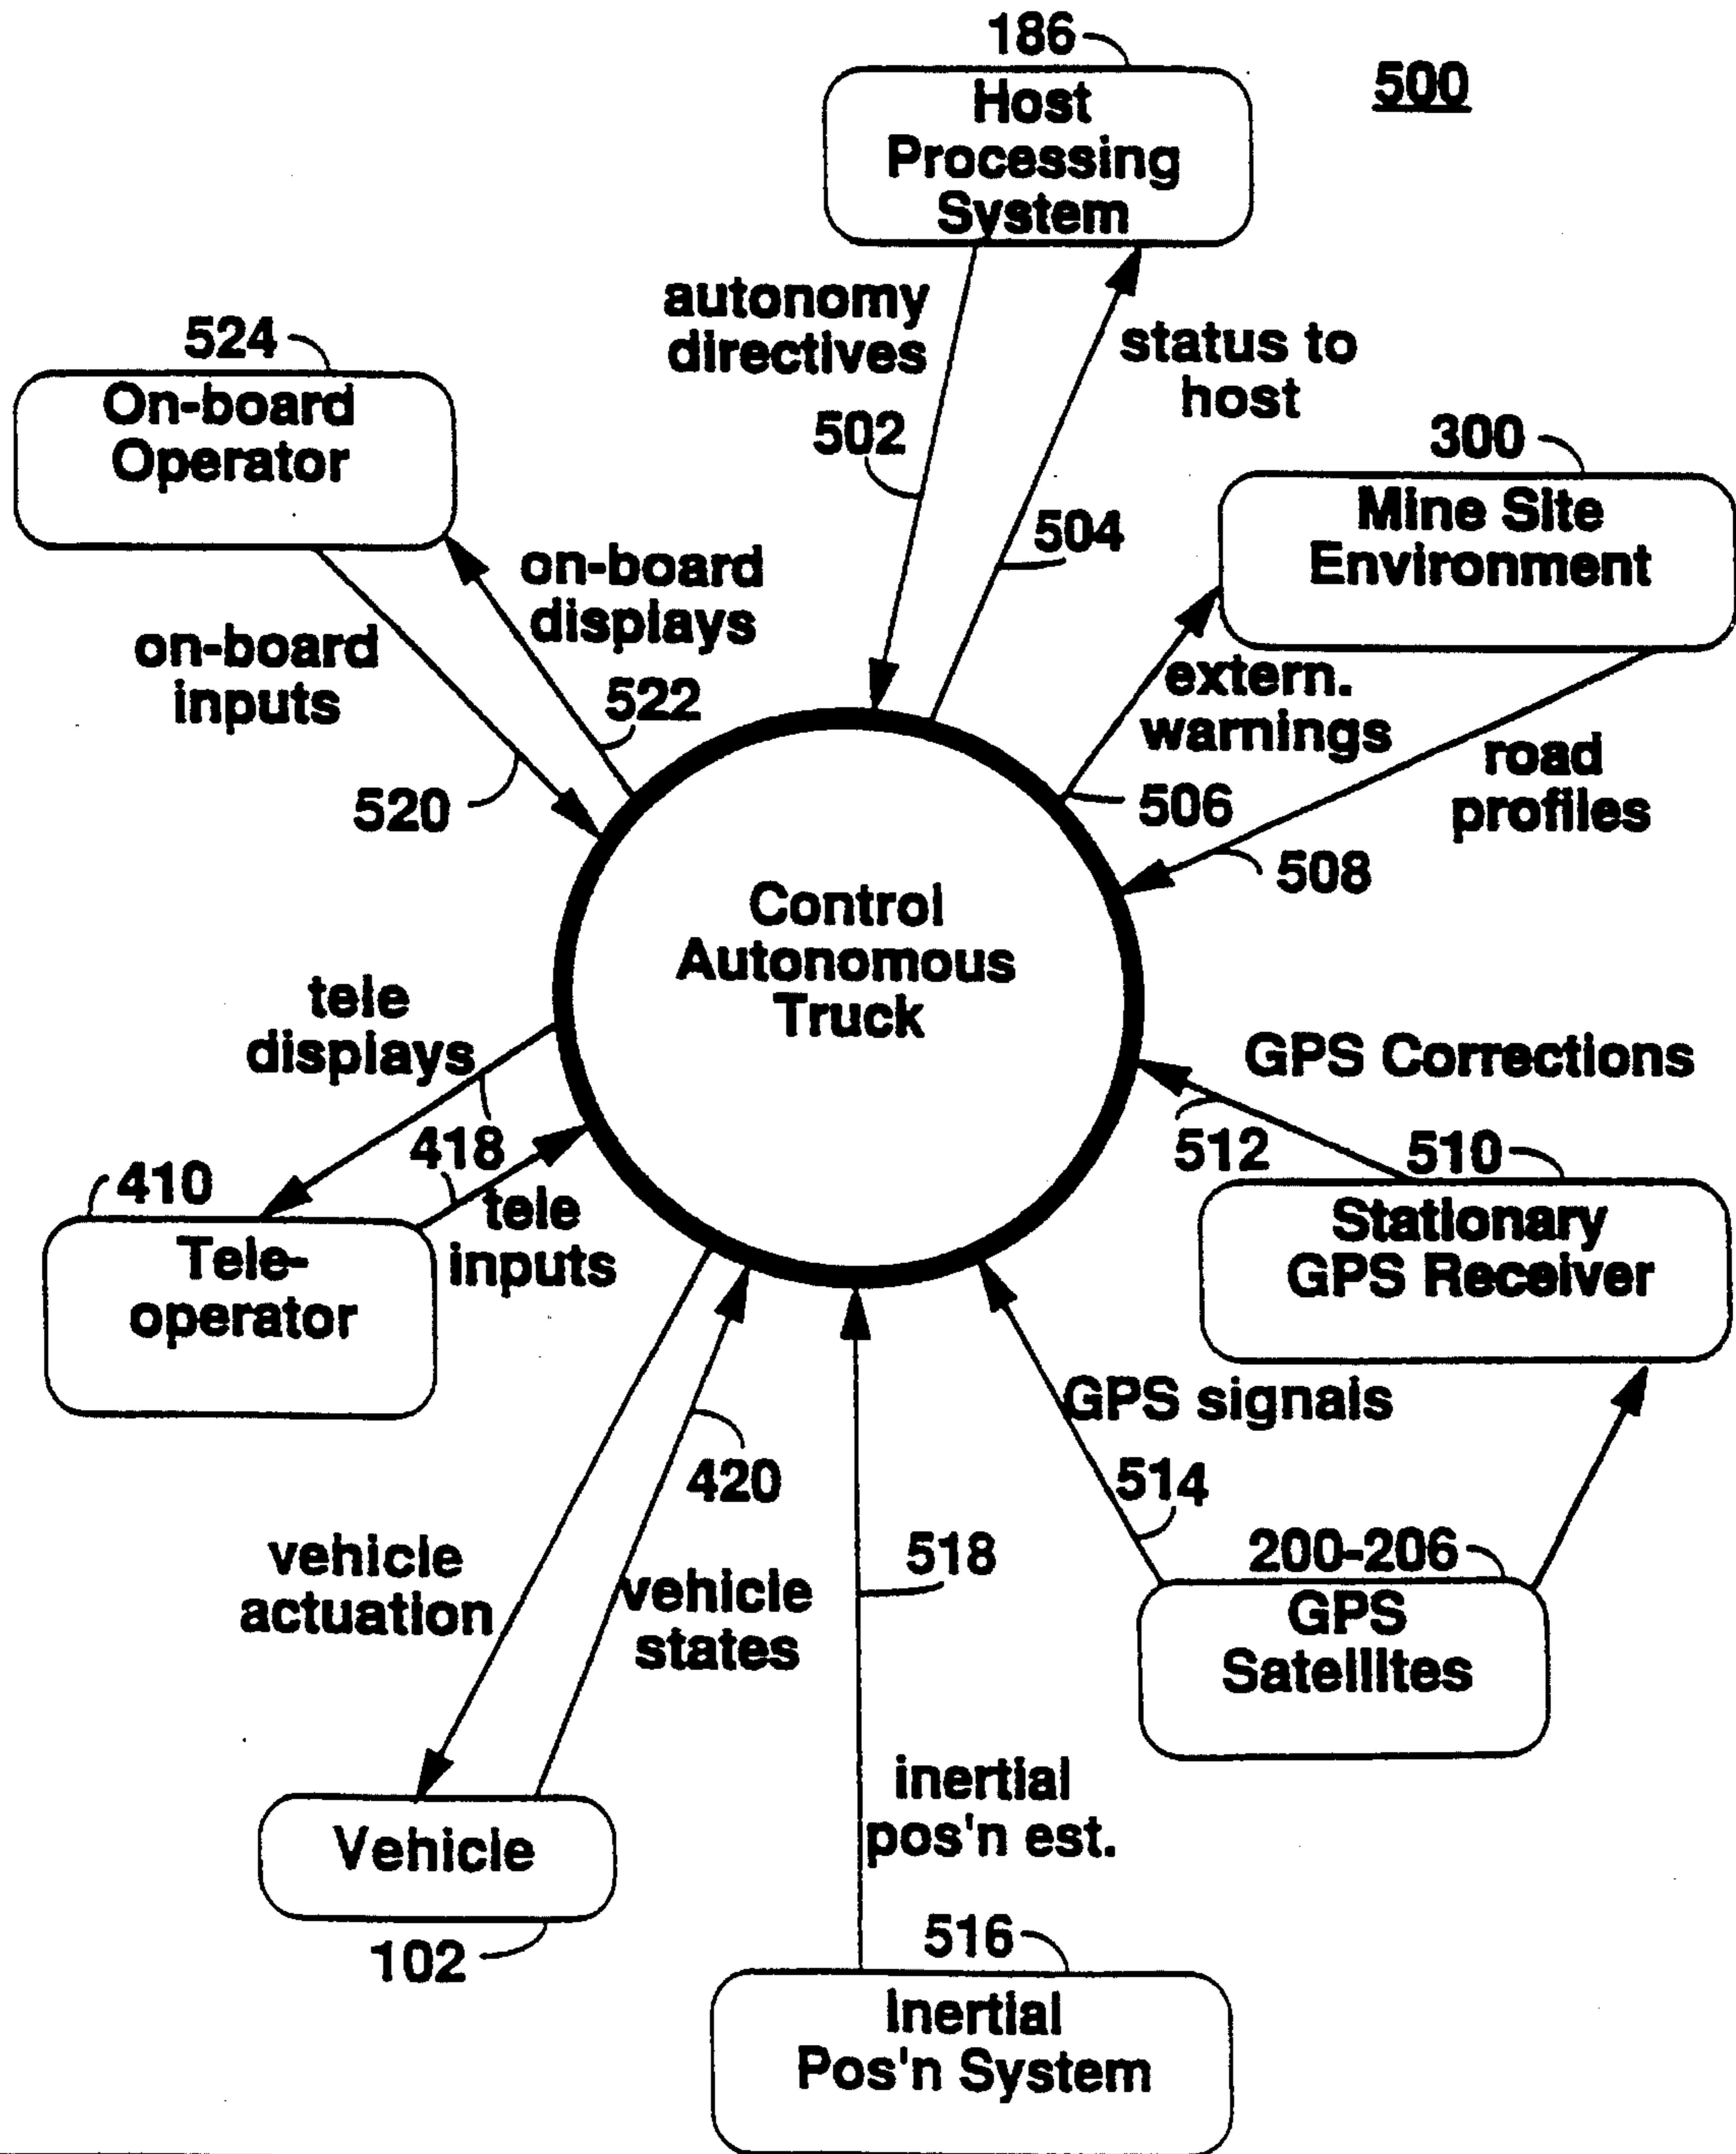 186
500
Host
Processing
System
autonomy
directives
status to
host
524
On-board
Operator
502
300
Mine Site
Environment
504
on-board
displays
on-board
inputs
522
extern.
warnings
road
profiles
520
506
508
Control
Autonomous
Truck
tele
displays
GPS Corrections
418
512
510
410
tele
inputs
Tele-
operator
Stationary
GPS Receiver
GPS signals
420
514
518
200-206
GPS
Satellites
vehicle
actuation
vehicle
states
inertial
pos'n est.
Vehicle
102
516
Inertial
Pos'n System